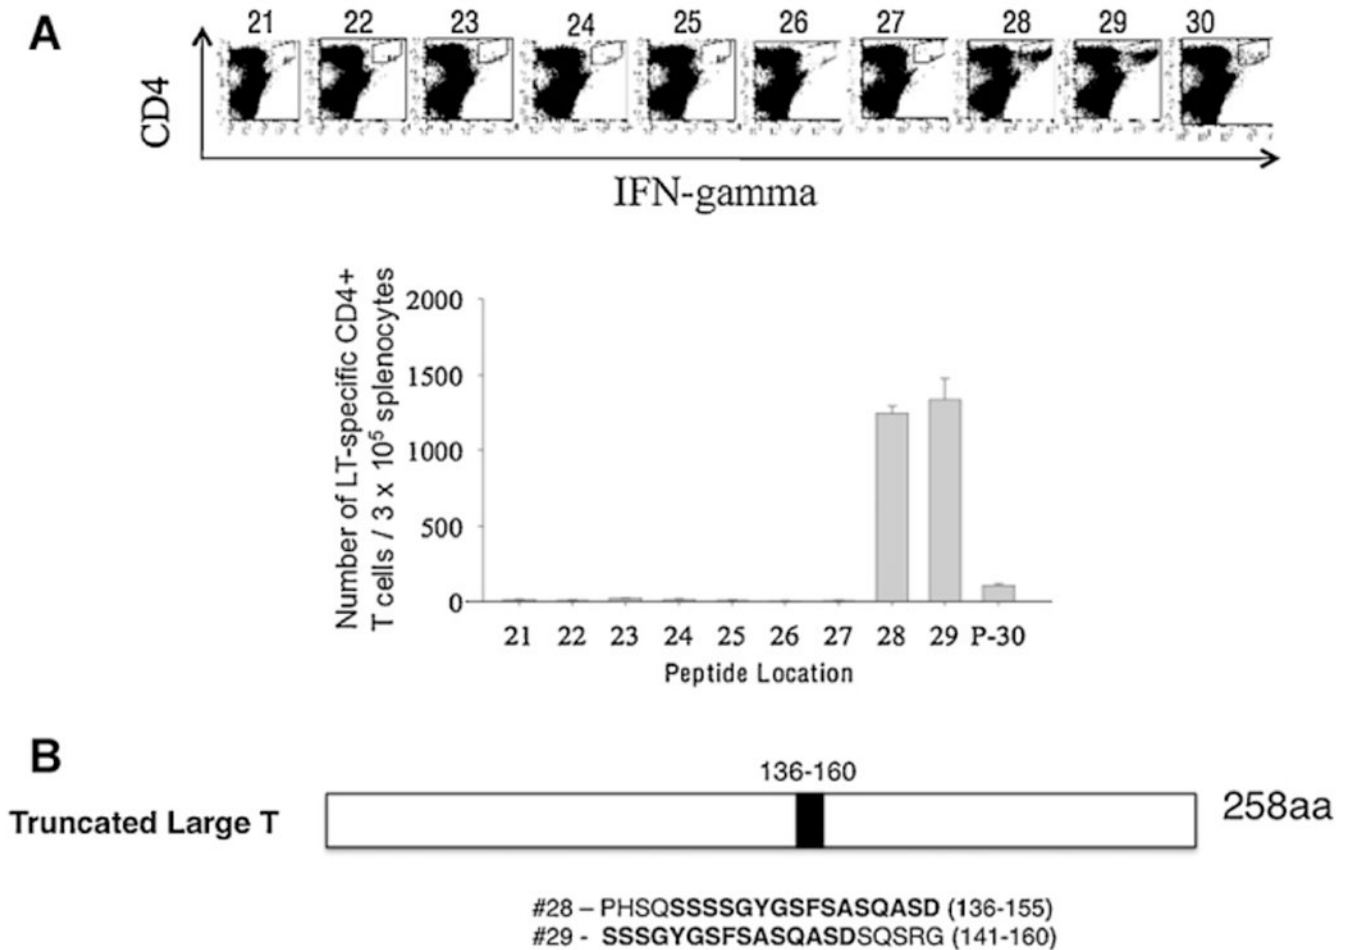 A
21 22 23 24 25 26 27 28 29 30
CD4
IFN-gamma
Number of LT-specific CD4+
T cells / 3 x 10⁵ splenocytes
2000
1500
1000
500
0
21 22 23 24 25 26 27 28 29 P-30
Peptide Location
B
136-160
Truncated Large T
258aa
#28 – PHSQSSSSGYGSFSASQASD (136-155)
#29 - SSSGYGSFSASQASDSQSRG (141-160)